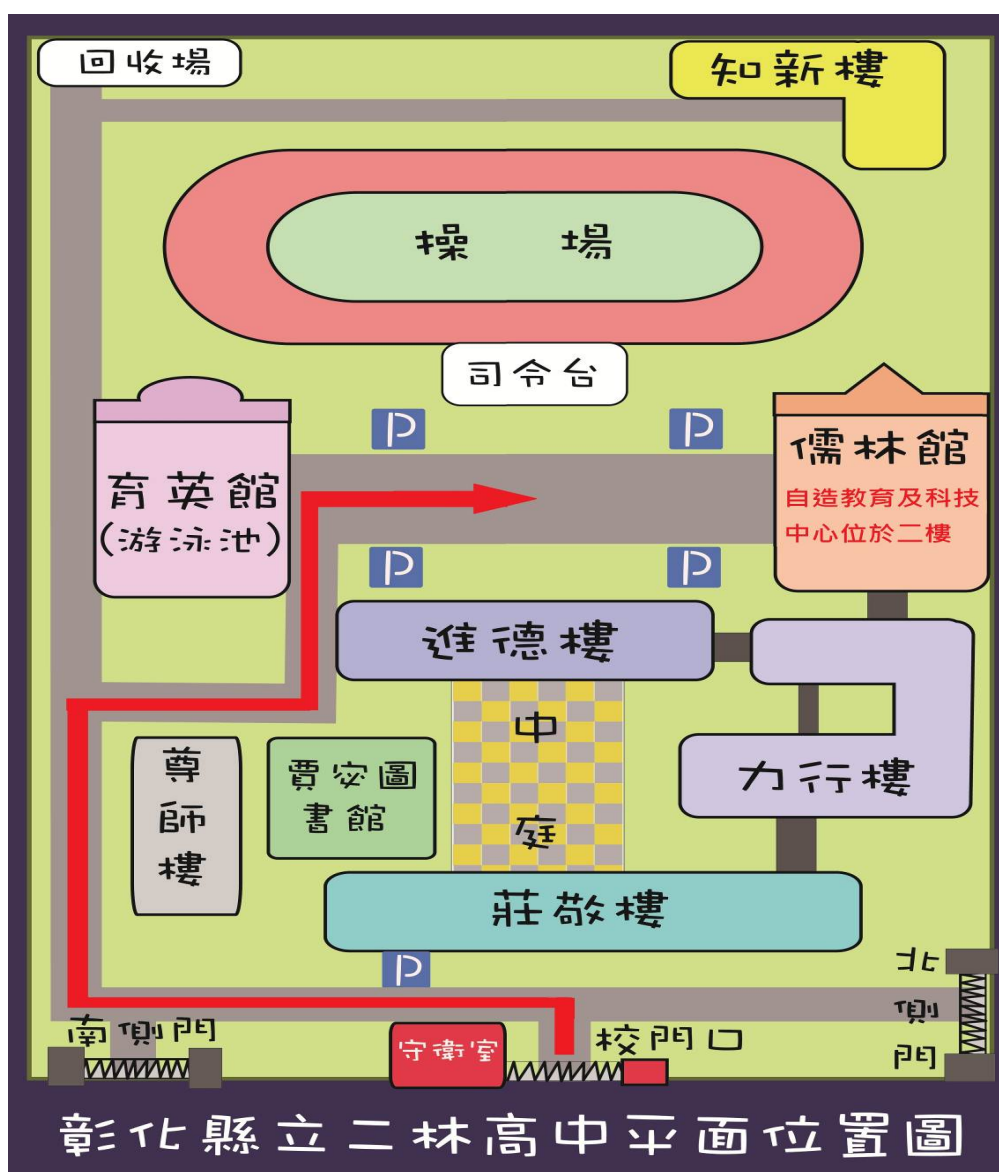 回收場
知新樓
操場
司令台
P
P
育英館
(游泳池)
儒林館
自造教育及科技
中心位於二樓
P
P
進德樓
中庭
尊師樓
賈宓圖
書館
力行樓
莊敬樓
P
北側門
南側門
守衛室
校門口
彰化縣立二林高中平面位置圖